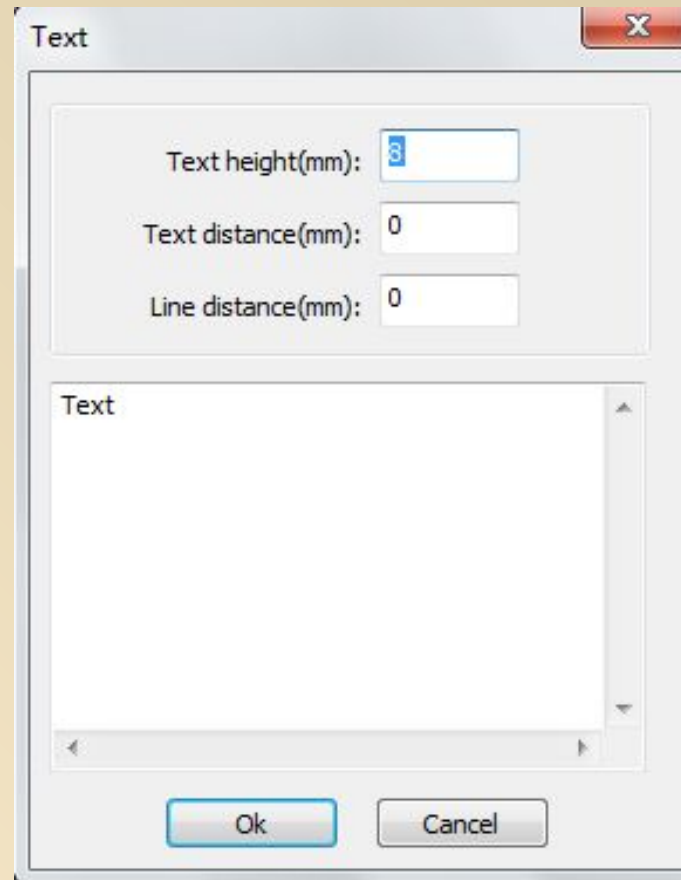 Text
Text height(mm): 8
Text distance(mm): 0
Line distance(mm): 0
Text
Ok Cancel